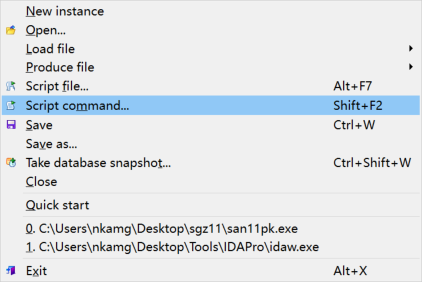 New instance
Open...
Load file
Produce file
Script file... Alt+F7
Script command... Shift+F2
Save Ctrl+W
Save as...
Take database snapshot... Ctrl+Shift+W
Close
Quick start
0. C:\Users\nkamg\Desktop\sgz11\san11pk.exe
1. C:\Users\nkamg\Desktop\Tools\IDAPro\idaw.exe
Exit Alt+X